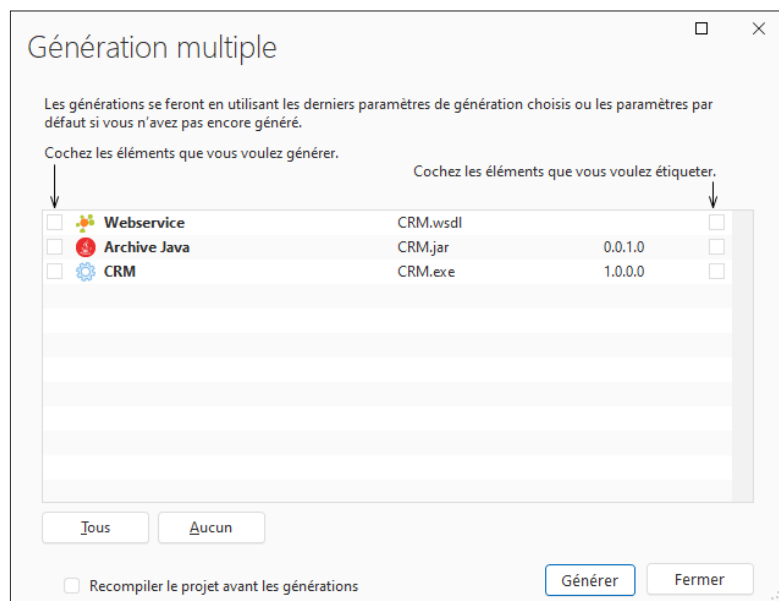 Génération multiple
Les générations se feront en utilisant les derniers paramètres de génération choisis ou les paramètres par
défaut si vous n'avez pas encore généré.
Cochez les éléments que vous voulez générer.
Cochez les éléments que vous voulez étiqueter.
Webservice CRM.wsdl
Archive Java CRM.jar 0.0.1.0
CRM CRM.exe 1.0.0.0
Tous Aucun
Recompiler le projet avant les générations
Générer Fermer